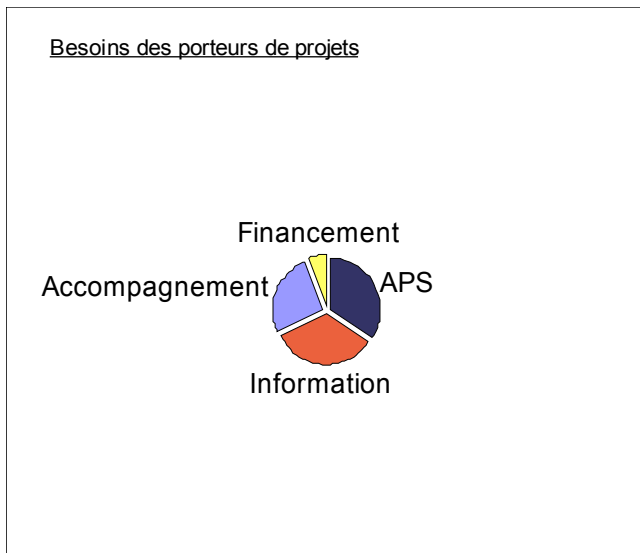 Besoins des porteurs de projets
Financement
Accompagnement
APS
Information